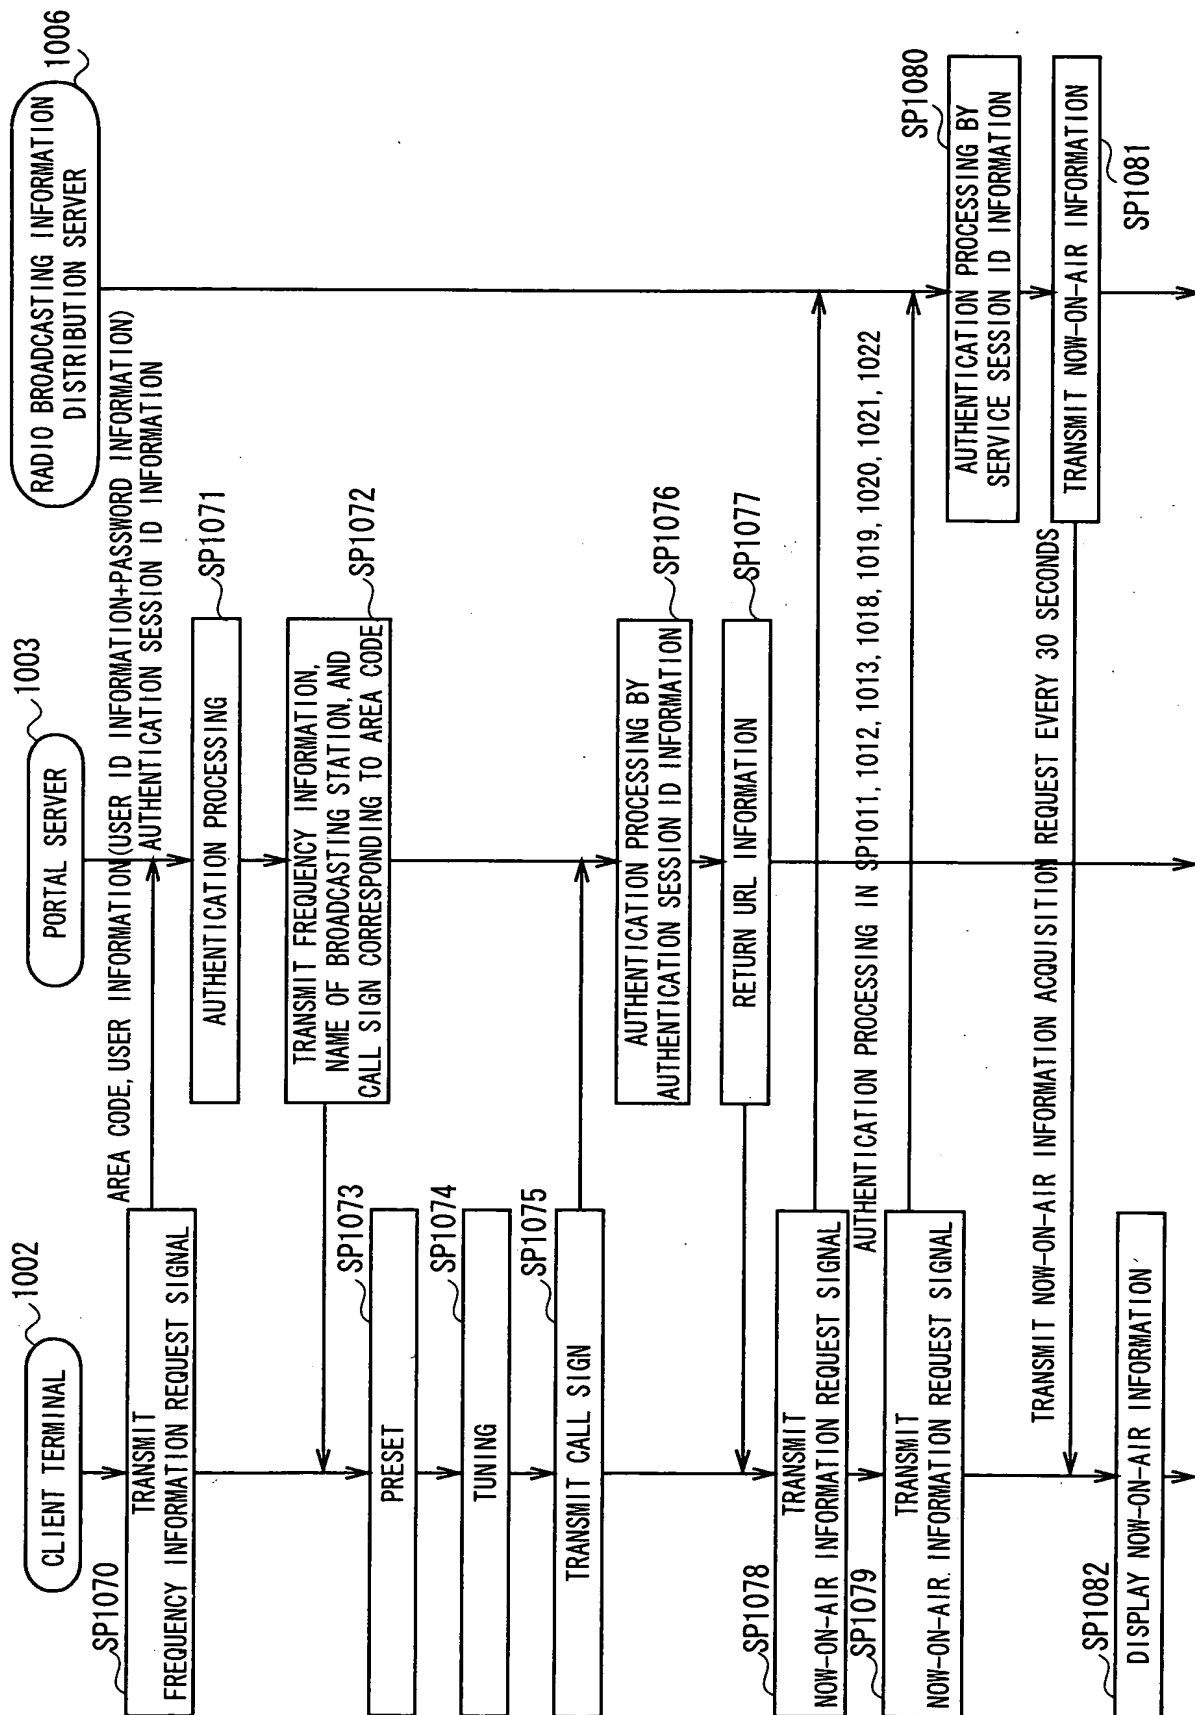 CLIENT TERMINAL
1002
PORTAL SERVER
1003
RADIO BROADCASTING INFORMATION
DISTRIBUTION SERVER
1006
SP1070
TRANSMIT
FREQUENCY INFORMATION REQUEST SIGNAL
AREA CODE, USER INFORMATION(USER ID INFORMATION+PASSWORD INFORMATION)
AUTHENTICATION SESSION ID INFORMATION
AUTHENTICATION PROCESSING
SP1071
TRANSMIT FREQUENCY INFORMATION,
NAME OF BROADCASTING STATION, AND
CALL SIGN CORRESPONDING TO AREA CODE
SP1072
PRESET
SP1073
TUNING
SP1074
TRANSMIT CALL SIGN
SP1075
AUTHENTICATION PROCESSING BY
AUTHENTICATION SESSION ID INFORMATION
SP1076
RETURN URL INFORMATION
SP1077
SP1078
TRANSMIT
NOW-ON-AIR INFORMATION REQUEST SIGNAL
AUTHENTICATION PROCESSING IN SP1011, 1012, 1013, 1018, 1019, 1020, 1021, 1022
SP1079
TRANSMIT
NOW-ON-AIR INFORMATION REQUEST SIGNAL
SP1080
AUTHENTICATION PROCESSING BY
SERVICE SESSION ID INFORMATION
TRANSMIT NOW-ON-AIR INFORMATION
SP1081
TRANSMIT NOW-ON-AIR INFORMATION ACQUISITION REQUEST EVERY 30 SECONDS
SP1082
DISPLAY NOW-ON-AIR INFORMATION